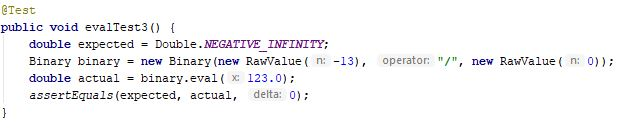 @Test
public void evalTest3() {
    double expected = Double.NEGATIVE_INFINITY;
    Binary binary = new Binary(new RawValue( n: -13), operator: "/", new RawValue( n: 0));
    double actual = binary.eval( x: 123.0);
    assertEquals(expected, actual, delta: 0);
}